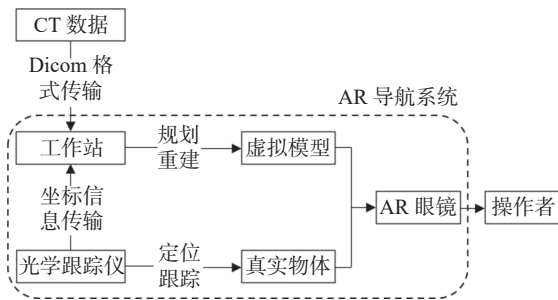 CT 数据
Dicom 格
式传输
AR 导航系统
工作站
规划
重建
虚拟模型
坐标信
息传输
AR 眼镜
操作者
光学跟踪仪
定位
跟踪
真实物体